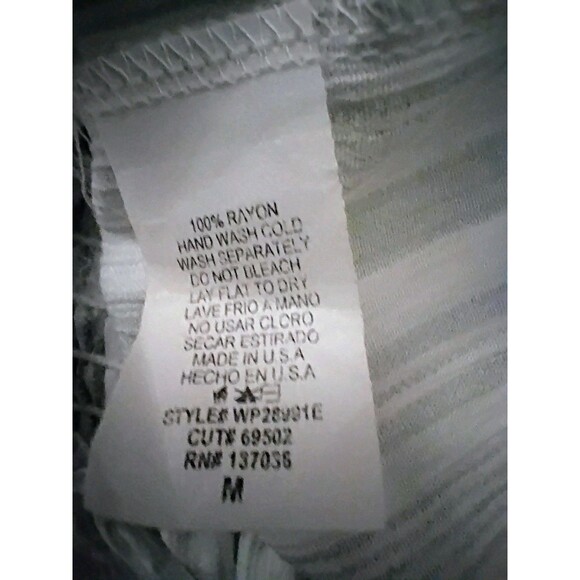 100% RAYON
HAND WASH COLD
WASH SEPARATELY
DO NOT BLEACH
LAY FLAT TO DRY
LAVE FRIO A MANO
NO USAR CLORO
SECAR ESTIRADO
MADE IN U.S.A
HECHO EN U.S.A
STYLE# WP28991E
CUT# 69502
RN# 137036
M